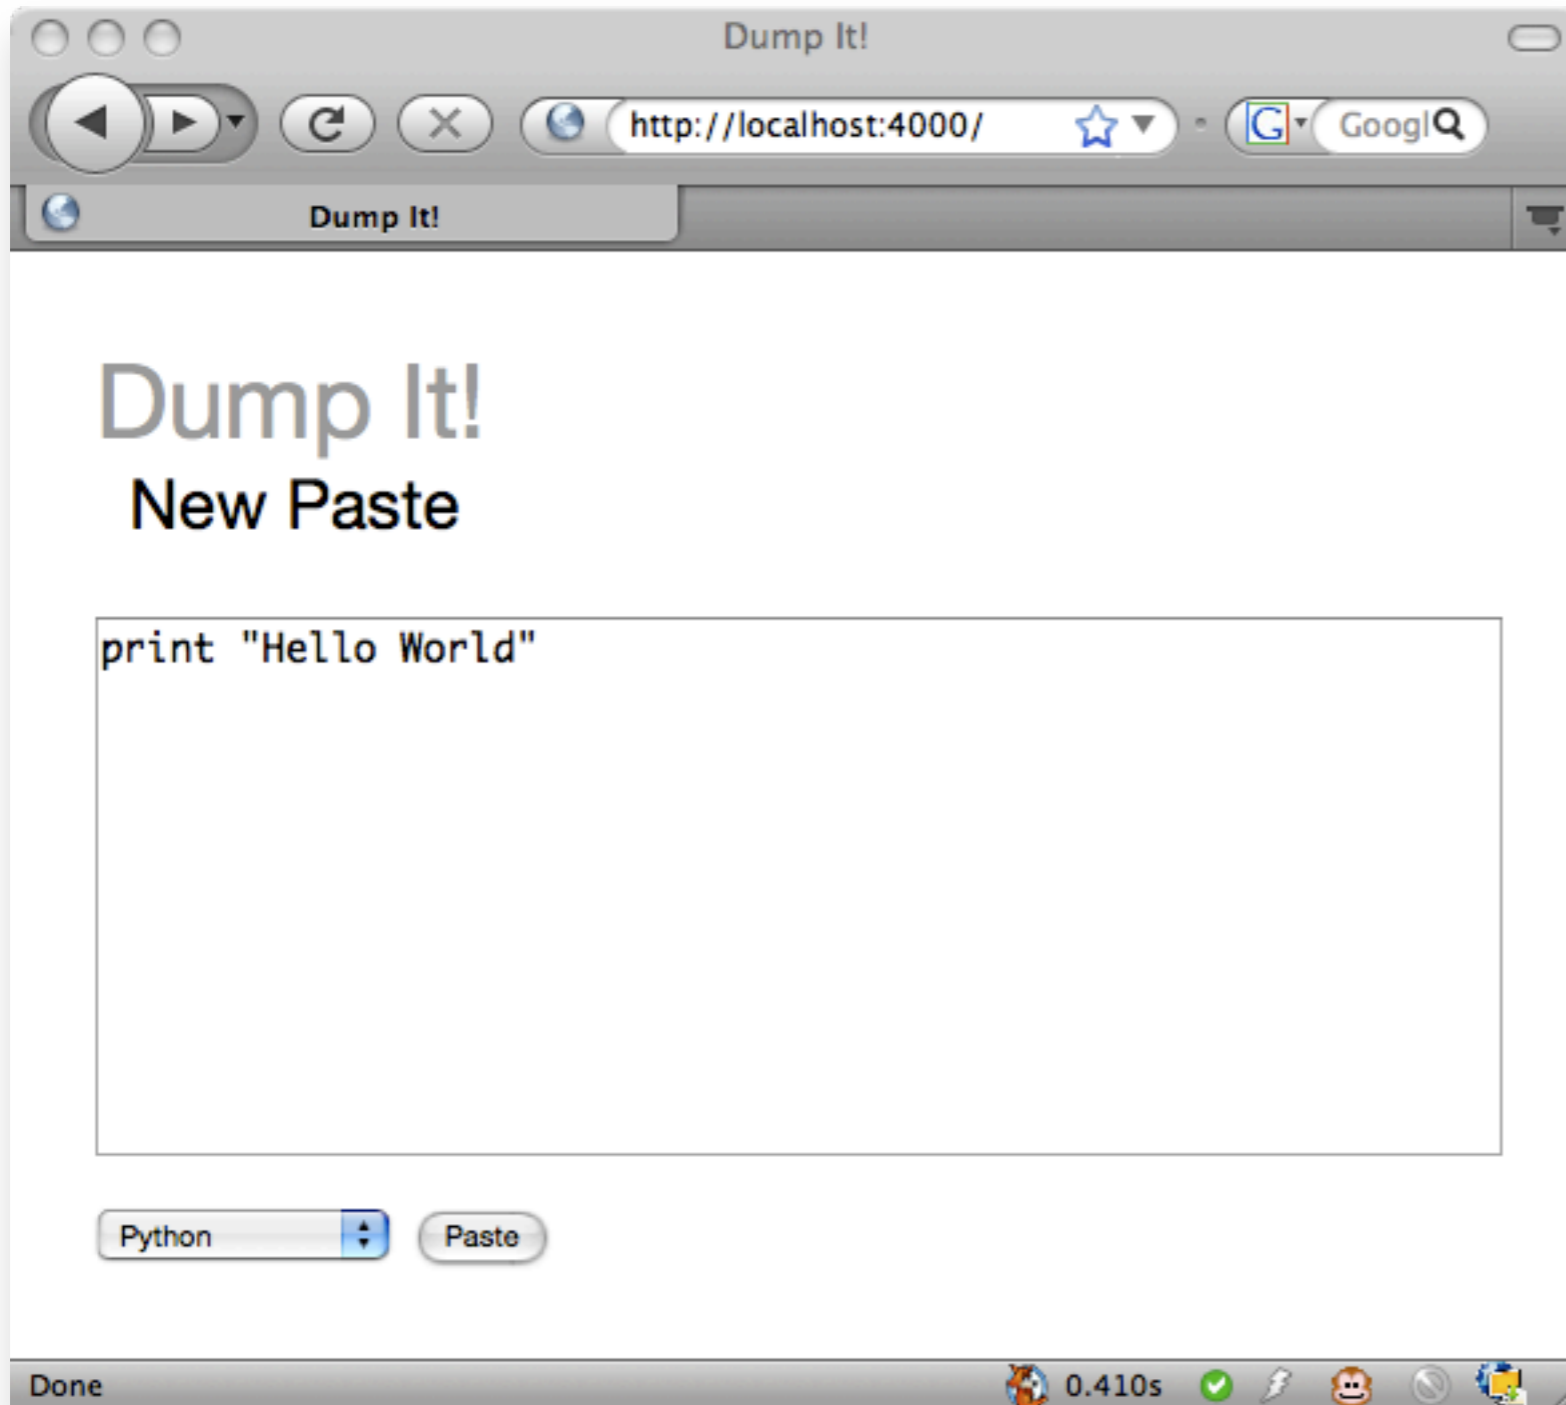 Dump It!
http://localhost:4000/
G Googl
Dump It!
Dump It!
New Paste
print "Hello World"
Python Paste
Done 0.410s